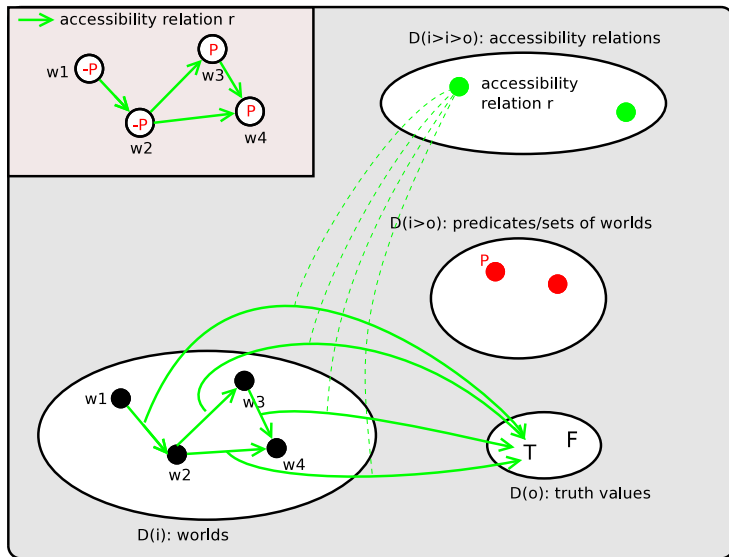 accessibility relation r
w1
-P
P
w3
-P
P
w2
w4
D(i>i>o): accessibility relations
accessibility
relation r
D(i>o): predicates/sets of worlds
P
w1
w3
w2
w4
T
F
D(i): worlds
D(o): truth values